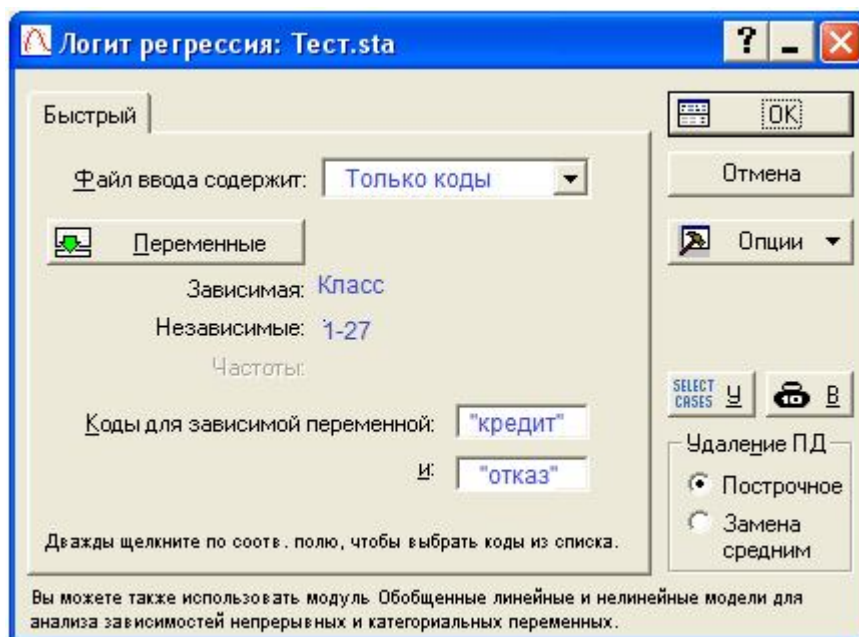 Логит регрессия: Тест.sta
?
Быстрый
Файл ввода содержит: Только коды
Переменные
Зависимая: Класс
Независимые: 1-27
Частоты:
Коды для зависимой переменной: "кредит"
и: "отказ"
Дважды щелкните по соотв. полю, чтобы выбрать коды из списка.
OK
Отмена
Опции
SELECT CASES У
В
Удаление ПД
Построчное
Замена
средним
Вы можете также использовать модуль Обобщенные линейные и нелинейные модели для
анализа зависимостей непрерывных и категориальных переменных.